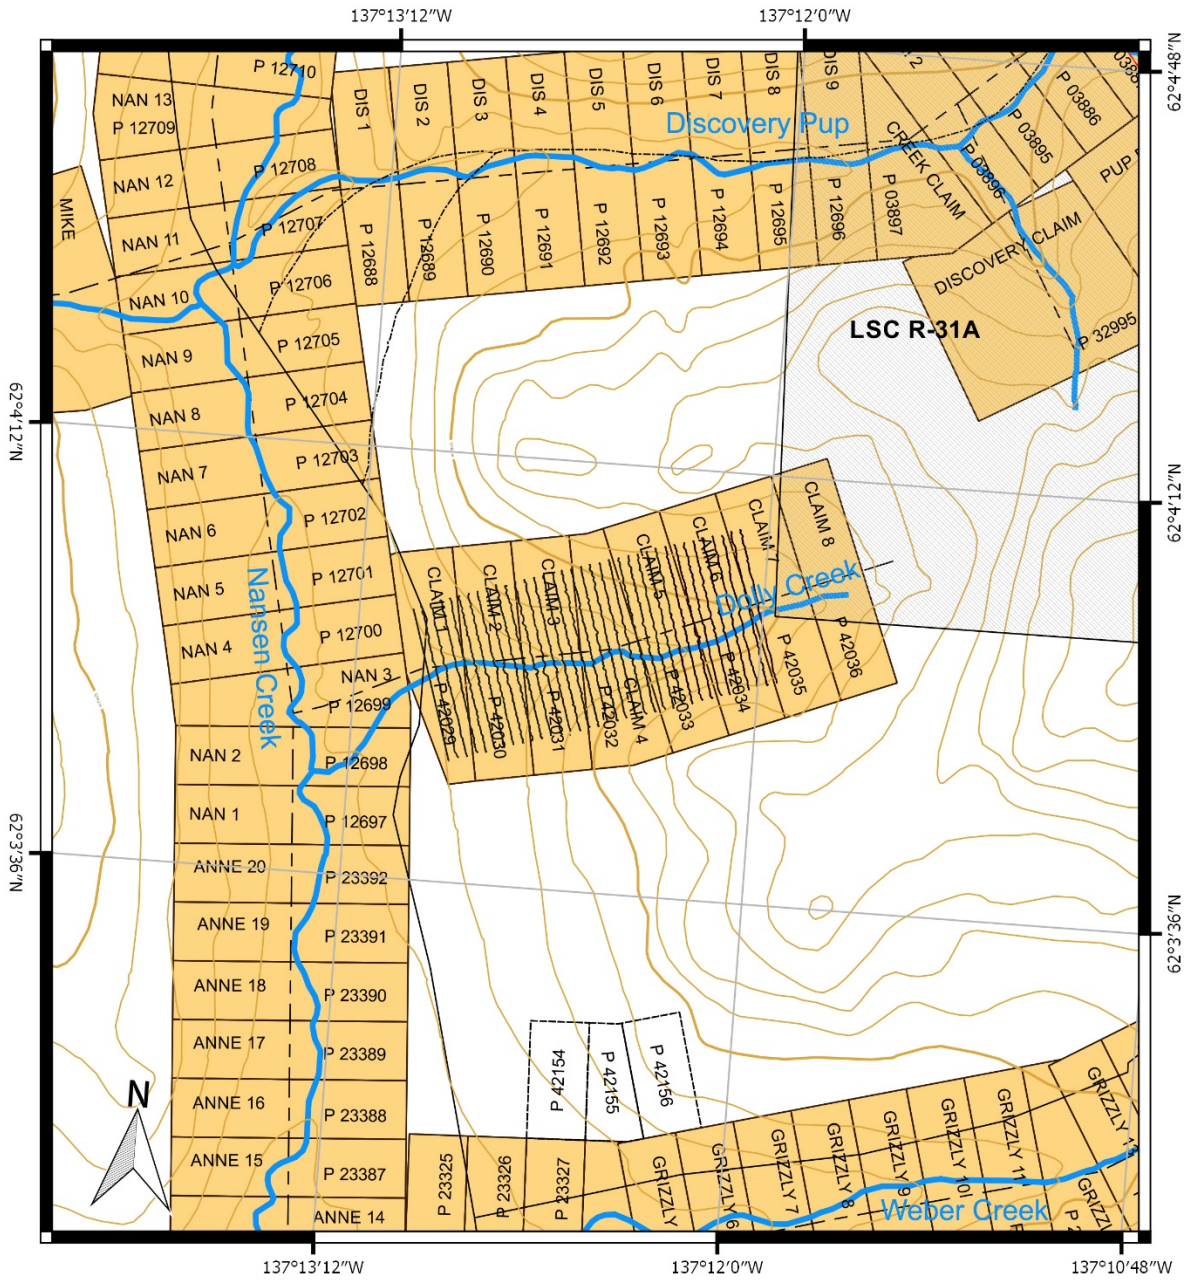 137°13'12"W
137°12'0"W
62°4'48"N
62°4'12"N
62°4'12"N
62°3'36"N
62°3'36"N
137°13'12"W
137°12'0"W
137°10'48"W
P 12710
NAN 13
P 12709
NAN 12
P 12708
NAN 11
P 12707
NAN 10
P 12706
NAN 9
P 12705
NAN 8
P 12704
NAN 7
P 12703
NAN 6
P 12702
NAN 5
P 12701
NAN 4
P 12700
NAN 3
P 12699
NAN 2
P 12698
NAN 1
P 12697
ANNE 20
P 23392
ANNE 19
P 23391
ANNE 18
P 23390
ANNE 17
P 23389
ANNE 16
P 23388
ANNE 15
P 23387
ANNE 14
MIKE
Nansen Creek
DIS 1
DIS 2
DIS 3
DIS 4
DIS 5
DIS 6
DIS 7
DIS 8
DIS 9
Discovery Pup
P 12688
P 12689
P 12690
P 12691
P 12692
P 12693
P 12694
P 12695
P 12696
P 03897
CREEK CLAIM
P 03896
P 03895
P 03886
PUP
DISCOVERY CLAIM
P 32995
LSC R-31A
CLAIM 1
CLAIM 2
CLAIM 3
CLAIM 5
CLAIM 6
CLAIM 7
CLAIM 8
Dolly Creek
P 42029
P 42030
P 42031
P 42032
CLAIM 4
P 42033
P 42034
P 42035
P 42036
P 42154
P 42155
P 42156
P 23325
P 23326
P 23327
GRIZZLY
GRIZZLY 6
GRIZZLY 7
GRIZZLY 8
GRIZZLY 9
GRIZZLY 10
GRIZZLY 11
Weber Creek
N